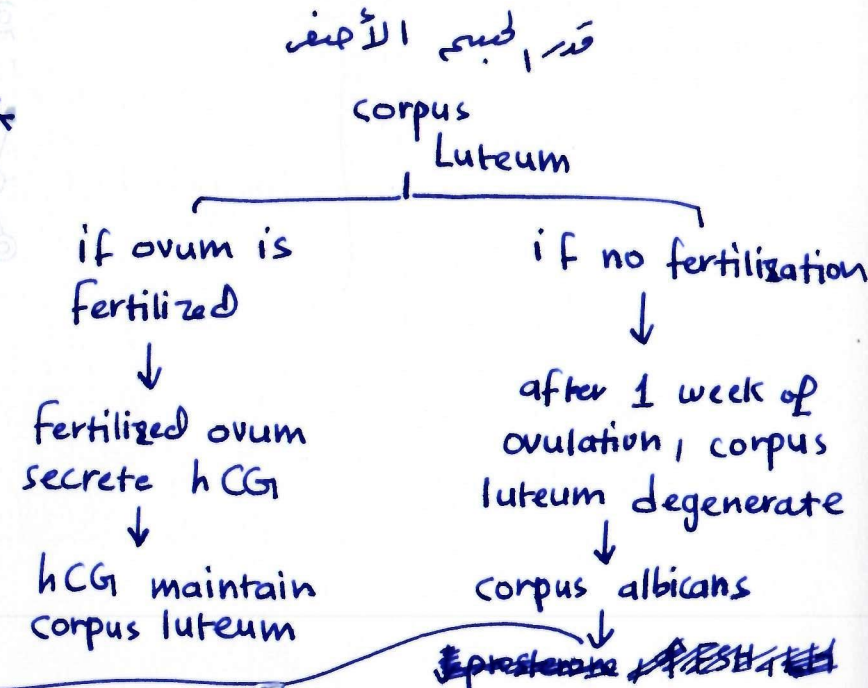 قدر الجسم الأصفر
corpus
Luteum
if ovum is
fertilized
↓
fertilized ovum
secrete hCG
↓
hCG maintain
corpus luteum
if no fertilization
↓
after 1 week of
ovulation, corpus
luteum degenerate
↓
corpus albicans
↓